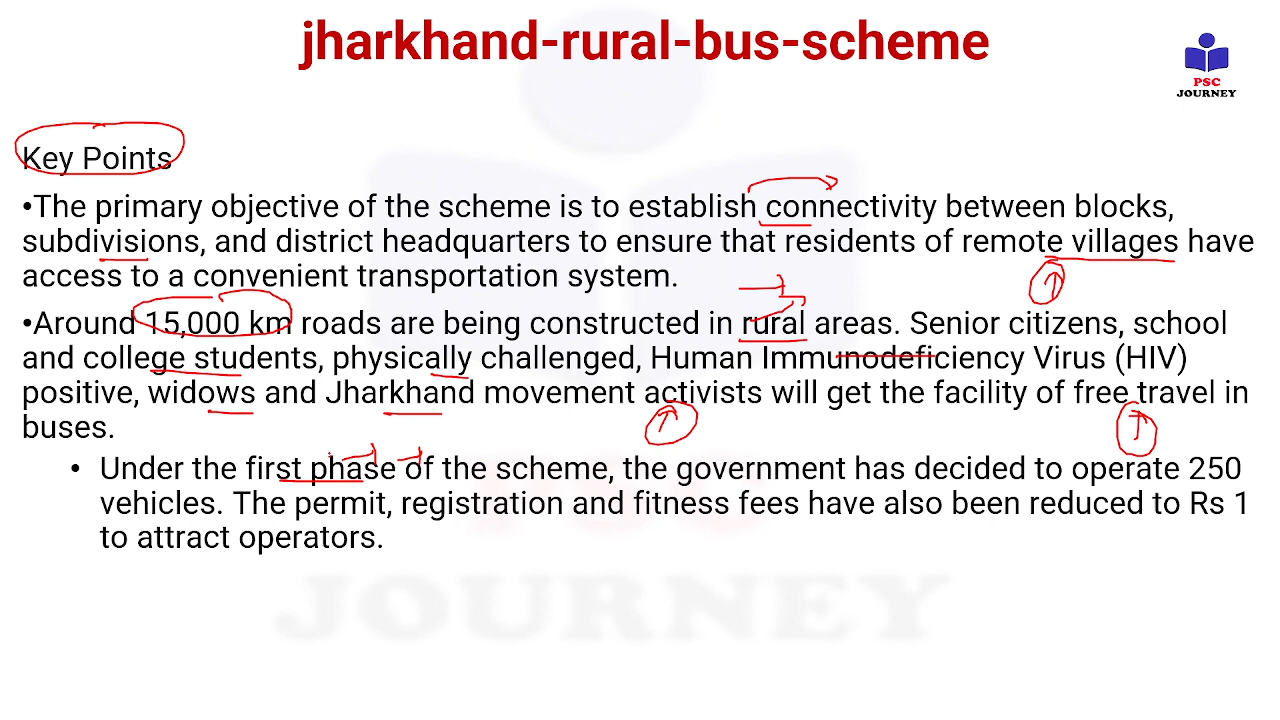 jharkhand-rural-bus-scheme
PSC
JOURNEY
Key Points
•The primary objective of the scheme is to establish connectivity between blocks,
subdivisions, and district headquarters to ensure that residents of remote villages have
access to a convenient transportation system.
•Around 15,000 km roads are being constructed in rural areas. Senior citizens, school
and college students, physically challenged, Human Immunodeficiency Virus (HIV)
positive, widows and Jharkhand movement activists will get the facility of free travel in
buses.
• Under the first phase of the scheme, the government has decided to operate 250
vehicles. The permit, registration and fitness fees have also been reduced to Rs 1
to attract operators.
PSC
JOURNEY